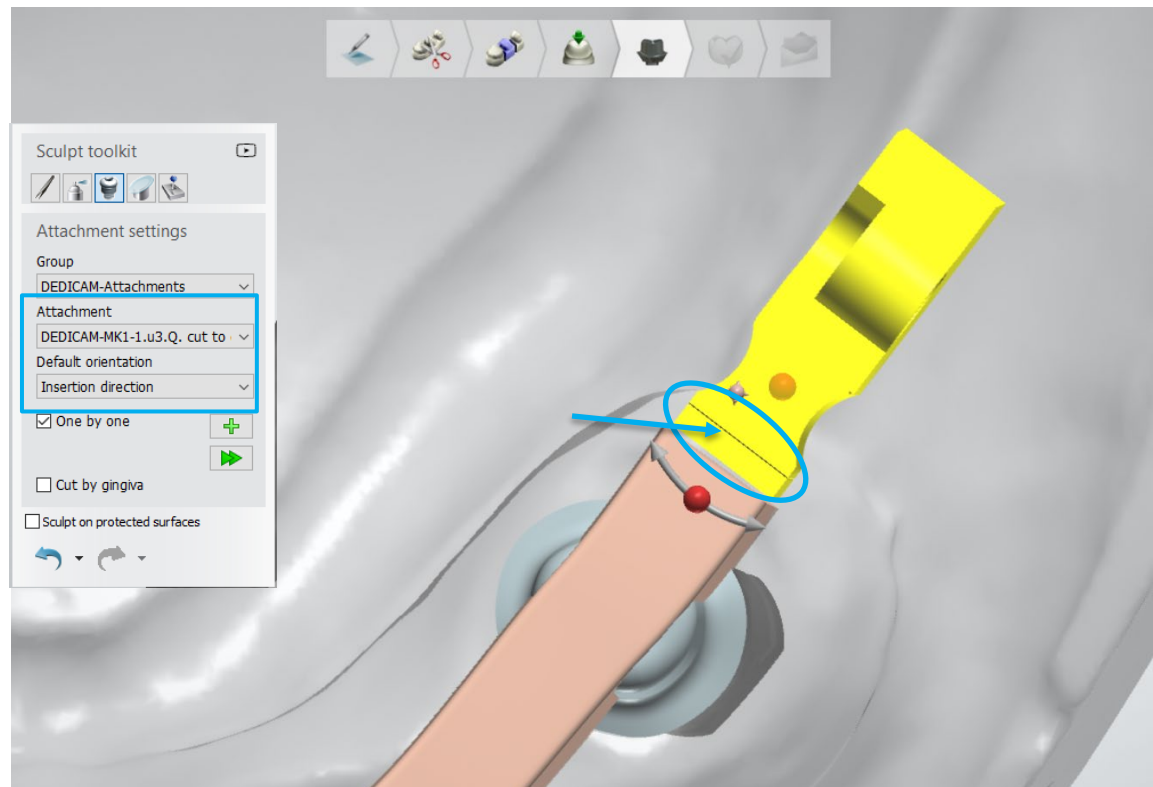 Sculpt toolkit
Attachment settings
Group
DEDICAM-Attachments
Attachment
DEDICAM-MK1-1.u3.Q. cut to
Default orientation
Insertion direction
One by one
Cut by gingiva
Sculpt on protected surfaces